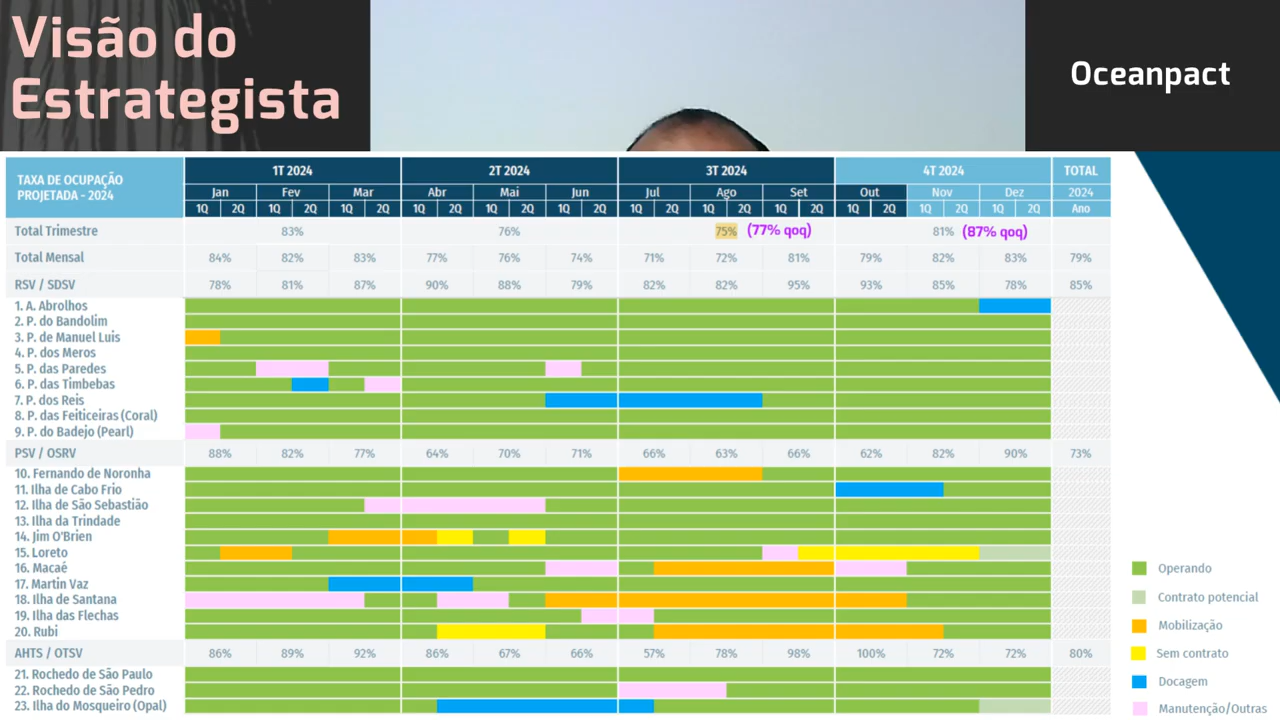 Visão do
Estrategista
Oceanpact
TAXA DE OCUPAÇÃO
PROJETADA - 2024
1T 2024 2T 2024 3T 2024 4T 2024 TOTAL
Jan Fev Mar Abr Mai Jun Jul Ago Set Out Nov Dez 2024
1Q 2Q 1Q 2Q 1Q 2Q 1Q 2Q 1Q 2Q 1Q 2Q 1Q 2Q 1Q 2Q 1Q 2Q 1Q 2Q 1Q 2Q 1Q 2Q Ano
Total Trimestre 83% 76% 75% (77% qoq) 81% (87% qoq)
Total Mensal 84% 82% 83% 77% 76% 74% 71% 72% 81% 79% 82% 83% 79%
RSV / SDSV 78% 81% 87% 90% 88% 79% 82% 82% 95% 93% 85% 78% 85%
1. A. Abrolhos
2. P. do Bandolim
3. P. de Manuel Luis
4. P. dos Meros
5. P. das Paredes
6. P. das Timbebas
7. P. dos Reis
8. P. das Feiticeiras (Coral)
9. P. do Badejo (Pearl)
PSV / OSRV 88% 82% 77% 64% 70% 71% 66% 63% 66% 62% 82% 90% 73%
10. Fernando de Noronha
11. Ilha de Cabo Frio
12. Ilha de São Sebastião
13. Ilha da Trindade
14. Jim O'Brien
15. Loreto
16. Macaé
17. Martin Vaz
18. Ilha de Santana
19. Ilha das Flechas
20. Rubi
AHTS / OTSV 86% 89% 92% 86% 67% 66% 57% 78% 98% 100% 72% 72% 80%
21. Rochedo de São Paulo
22. Rochedo de São Pedro
23. Ilha do Mosqueiro (Opal)
Operando
Contrato potencial
Mobilização
Sem contrato
Docagem
Manutenção/Outras